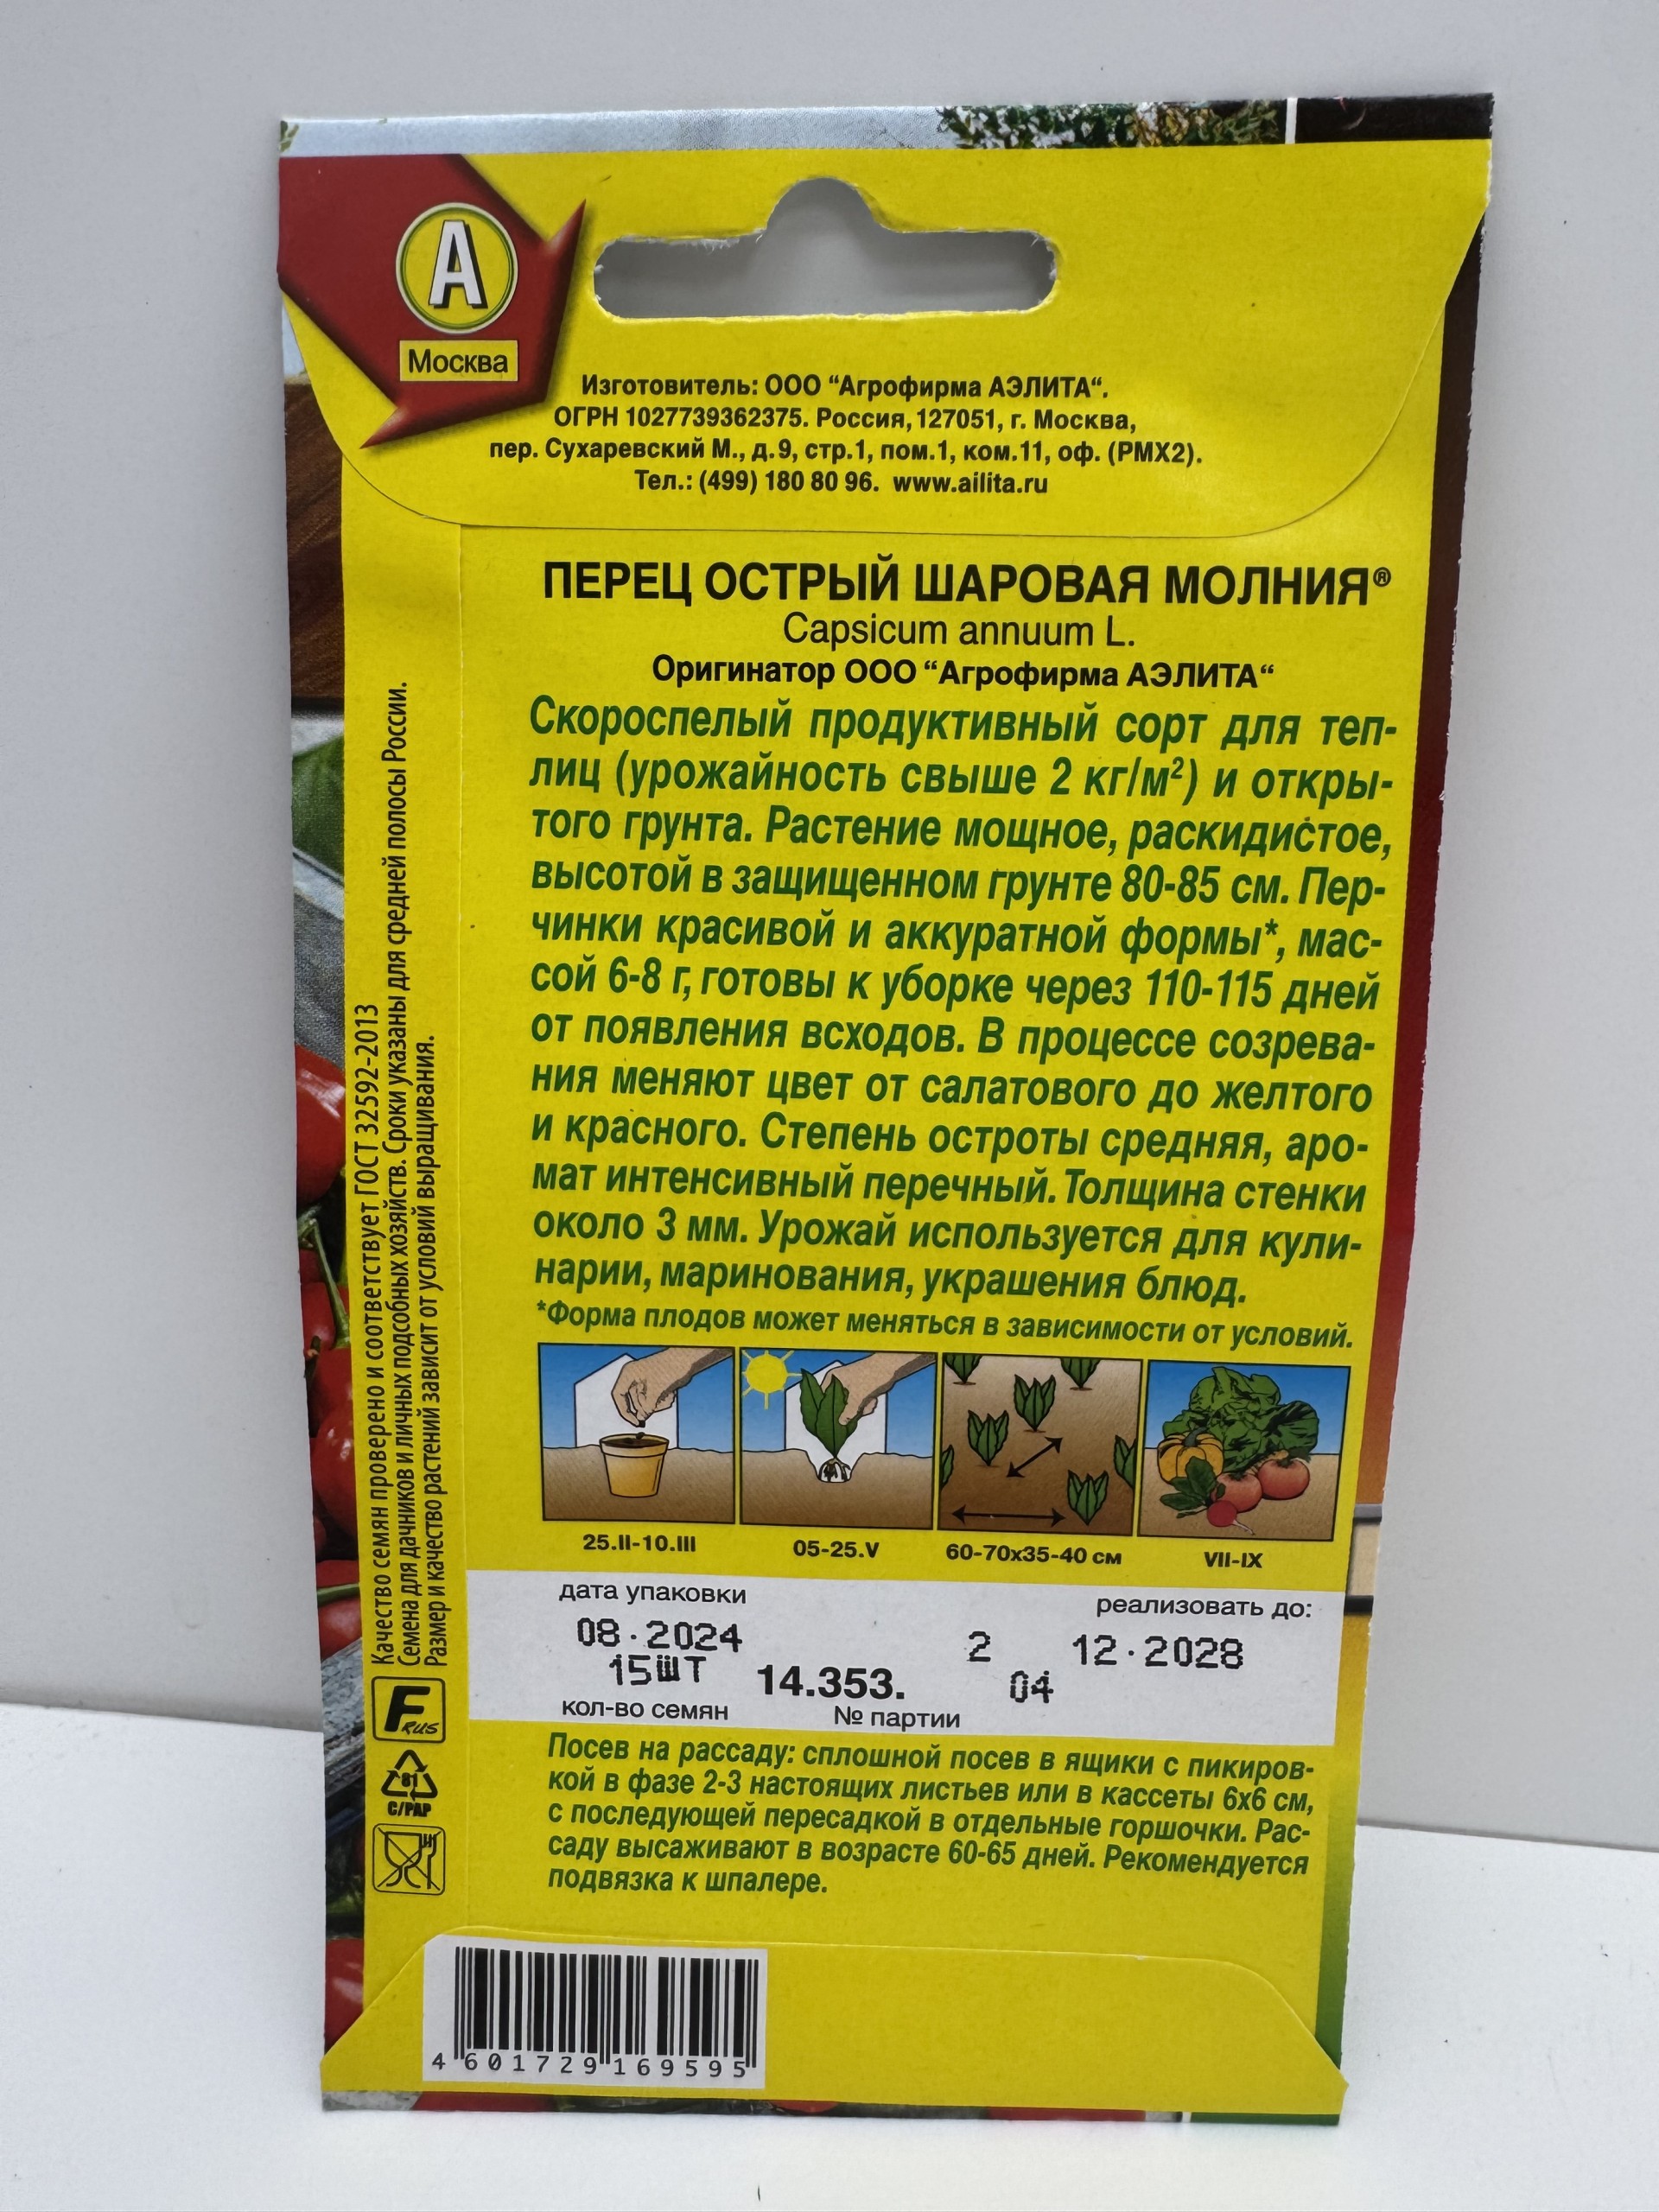 А
Москва
Изготовитель: ООО “Агрофирма АЭЛИТА“.
ОГРН 1027739362375. Россия, 127051, г. Москва,
пер. Сухаревский М., д.9, стр.1, пом.1, ком.11, оф. (РМХ2).
Тел.: (499) 180 80 96. www.ailita.ru
ПЕРЕЦ ОСТРЫЙ ШАРОВАЯ МОЛНИЯ®
Capsicum annuum L.
Оригинатор ООО “Агрофирма АЭЛИТА“
Скороспелый продуктивный сорт для теп-
лиц (урожайность свыше 2 кг/м²) и откры-
того грунта. Растение мощное, раскидистое,
высотой в защищенном грунте 80-85 см. Пер-
чинки красивой и аккуратной формы*, мас-
сой 6-8 г, готовы к уборке через 110-115 дней
от появления всходов. В процессе созрева-
ния меняют цвет от салатового до желтого
и красного. Степень остроты средняя, аро-
мат интенсивный перечный. Толщина стенки
около 3 мм. Урожай используется для кули-
нарии, маринования, украшения блюд.
*Форма плодов может меняться в зависимости от условий.
25.II-10.III
05-25.V
60-70х35-40 см
VII-IX
дата упаковки
реализовать до:
08.2024
2
12.2028
15шт
14.353.
04
кол-во семян
№ партии
Посев на рассаду: сплошной посев в ящики с пикиров-
кой в фазе 2-3 настоящих листьев или в кассеты 6х6 см,
с последующей пересадкой в отдельные горшочки. Рас-
саду высаживают в возрасте 60-65 дней. Рекомендуется
подвязка к шпалере.
Качество семян проверено и соответствует ГОСТ 32592-2013
Семена для дачников и личных подсобных хозяйств. Сроки указаны для средней полосы России.
Размер и качество растений зависит от условий выращивания.
F RUS
81
C/PAP
4 601729 169595